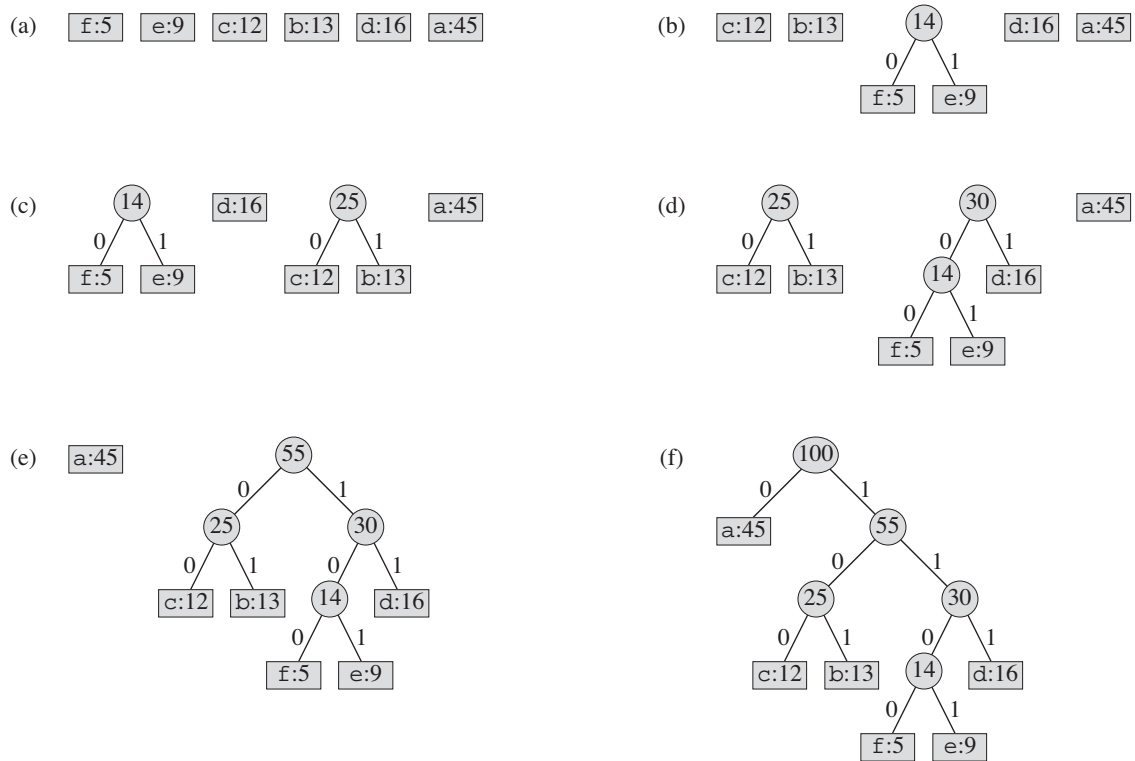 (a) f:5 e:9 c:12 b:13 d:16 a:45
(b) c:12 b:13 14 d:16 a:45
0 1
f:5 e:9
(c) 14 d:16 25 a:45
0 1 0 1
f:5 e:9 c:12 b:13
(d) 25 30 a:45
0 1 0 1
c:12 b:13 14 d:16
0 1
f:5 e:9
(e) a:45 55
0 1
25 30
0 1 0 1
c:12 b:13 14 d:16
0 1
f:5 e:9
(f) 100
0 1
a:45 55
0 1
25 30
0 1 0 1
c:12 b:13 14 d:16
0 1
f:5 e:9